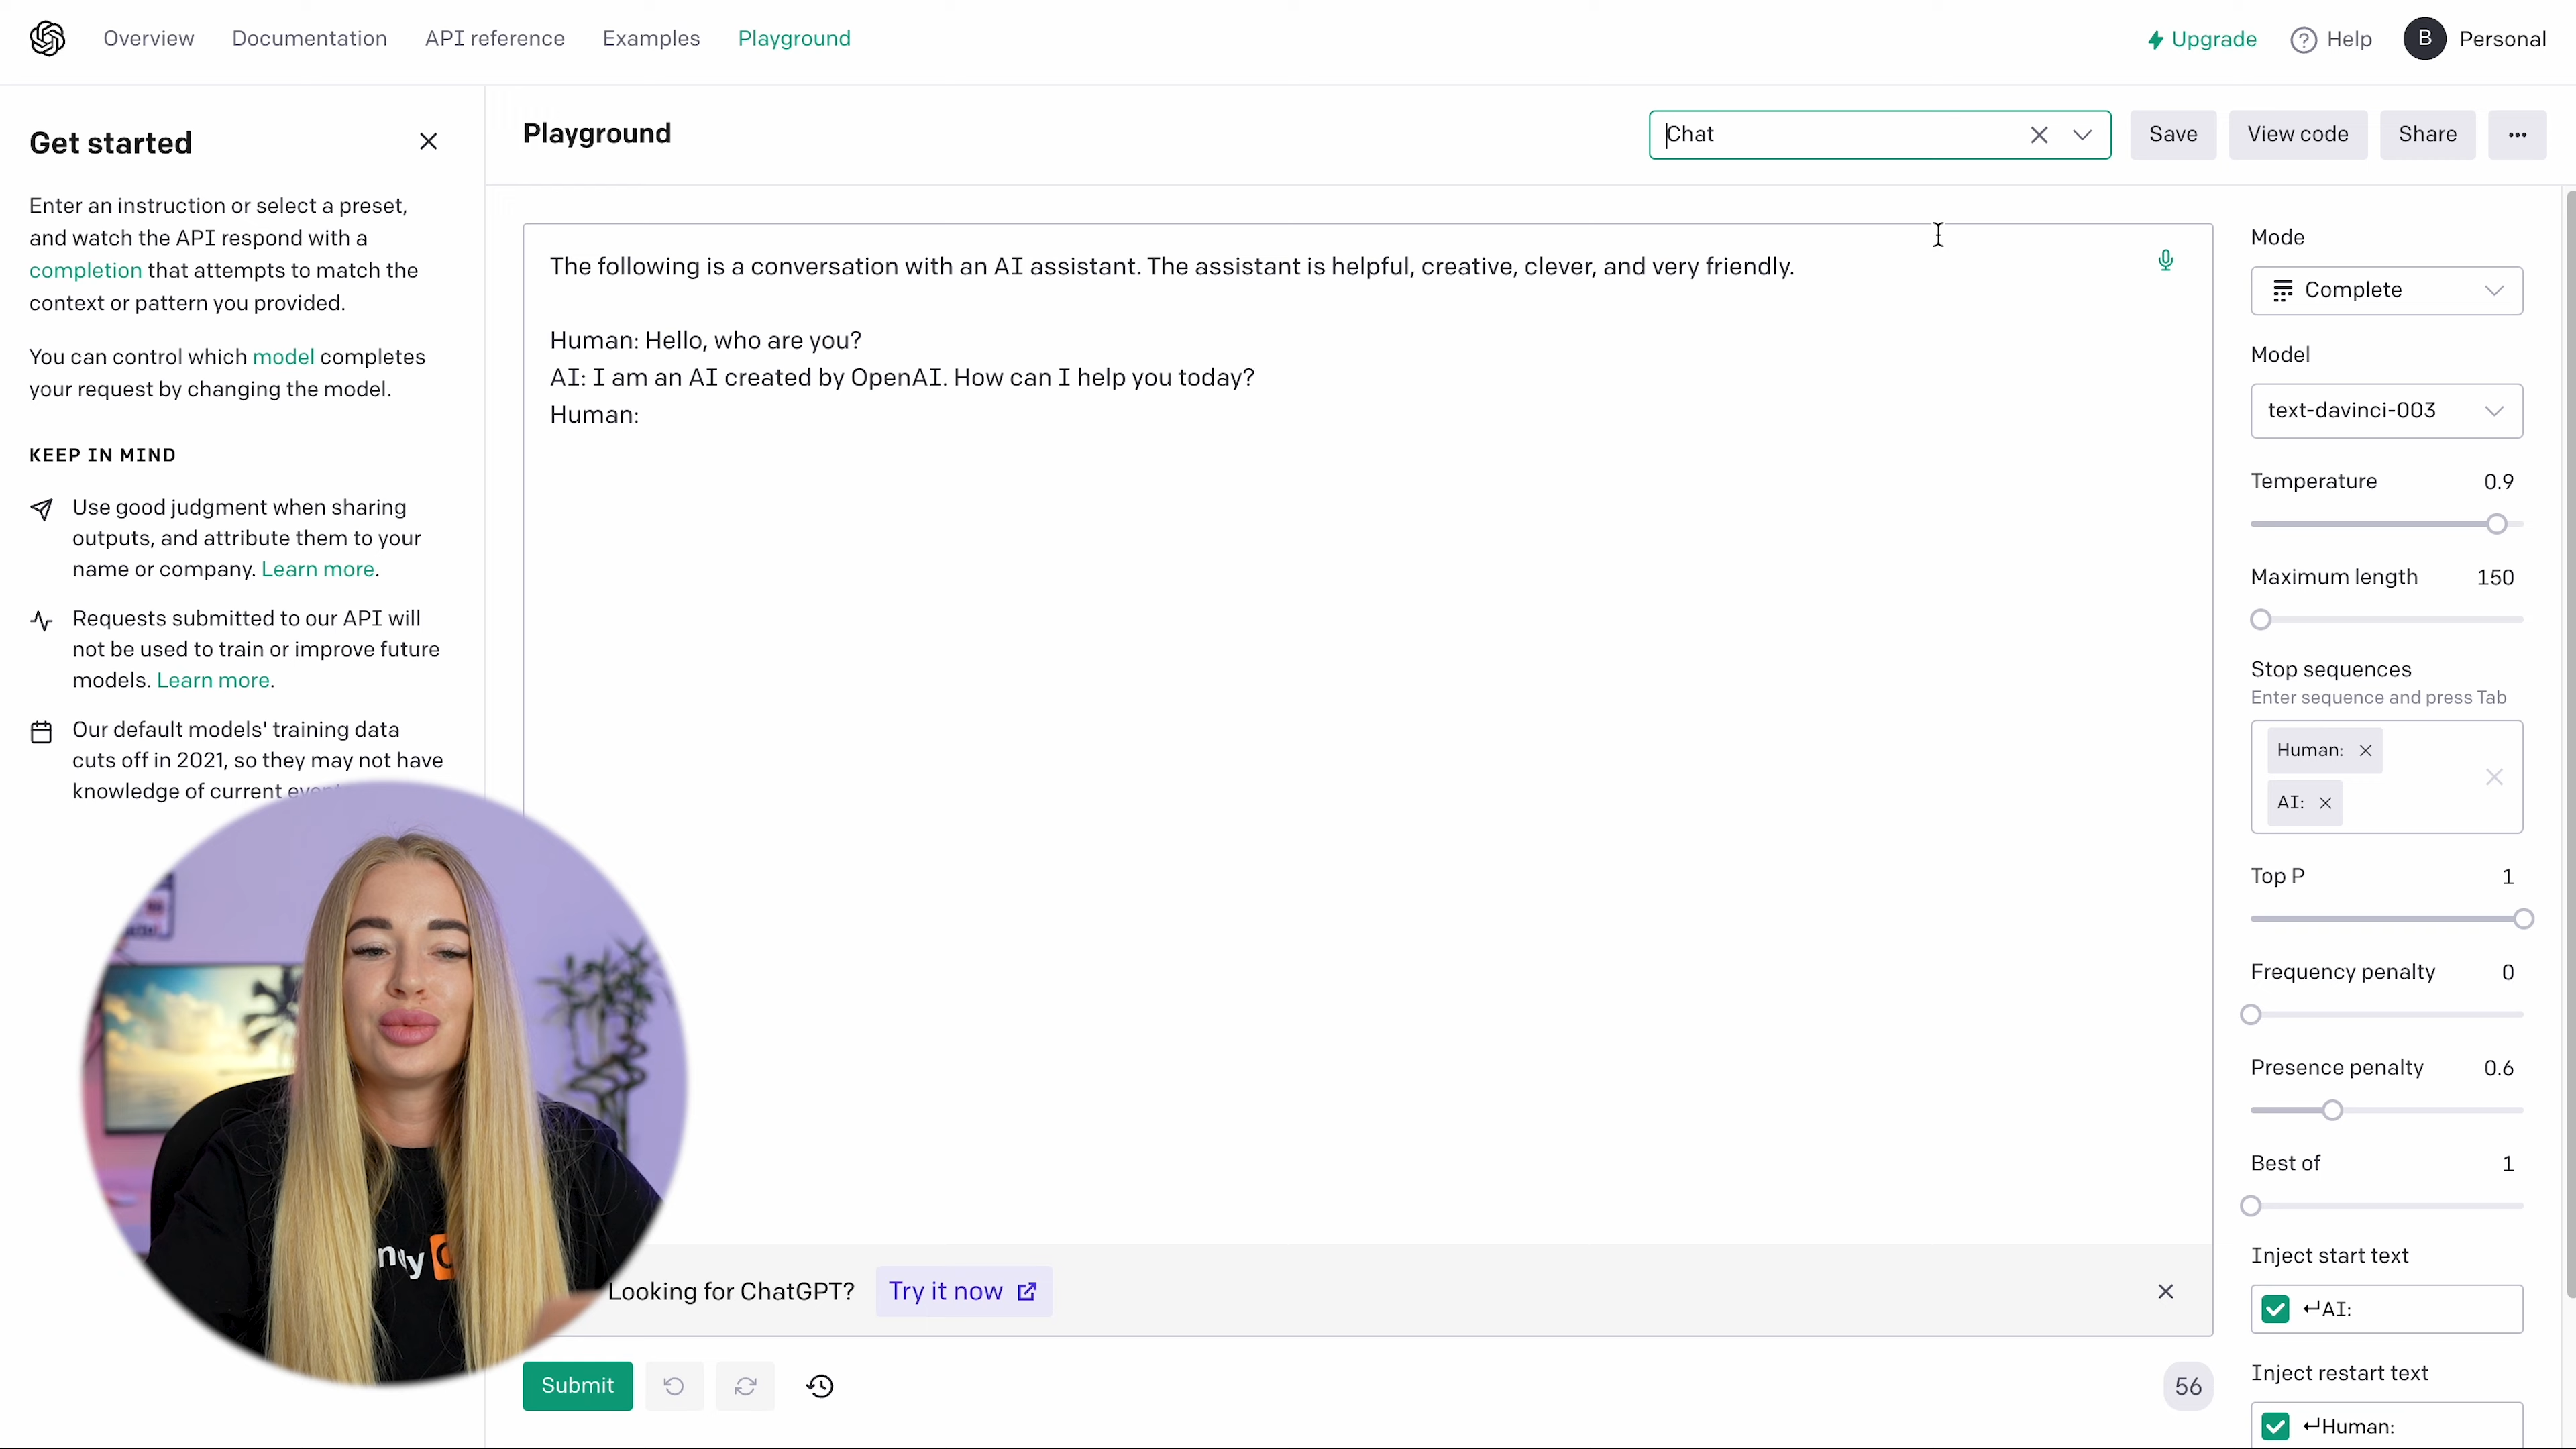 Overview Documentation API reference Examples Playground Upgrade Help B Personal
Get started
Enter an instruction or select a preset,
and watch the API respond with a
completion that attempts to match the
context or pattern you provided.
You can control which model completes
your request by changing the model.
KEEP IN MIND
Use good judgment when sharing
outputs, and attribute them to your
name or company. Learn more.
Requests submitted to our API will
not be used to train or improve future
models. Learn more.
Our default models' training data
cuts off in 2021, so they may not have
knowledge of current
Playground
Chat
Save View code Share ...
The following is a conversation with an AI assistant. The assistant is helpful, creative, clever, and very friendly.
Human: Hello, who are you?
AI: I am an AI created by OpenAI. How can I help you today?
Human:
Looking for ChatGPT? Try it now
Submit
56
Mode
Complete
Model
text-davinci-003
Temperature 0.9
Maximum length 150
Stop sequences
Enter sequence and press Tab
Human:
AI:
Top P 1
Frequency penalty 0
Presence penalty 0.6
Best of 1
Inject start text
↵AI:
Inject restart text
↵Human: